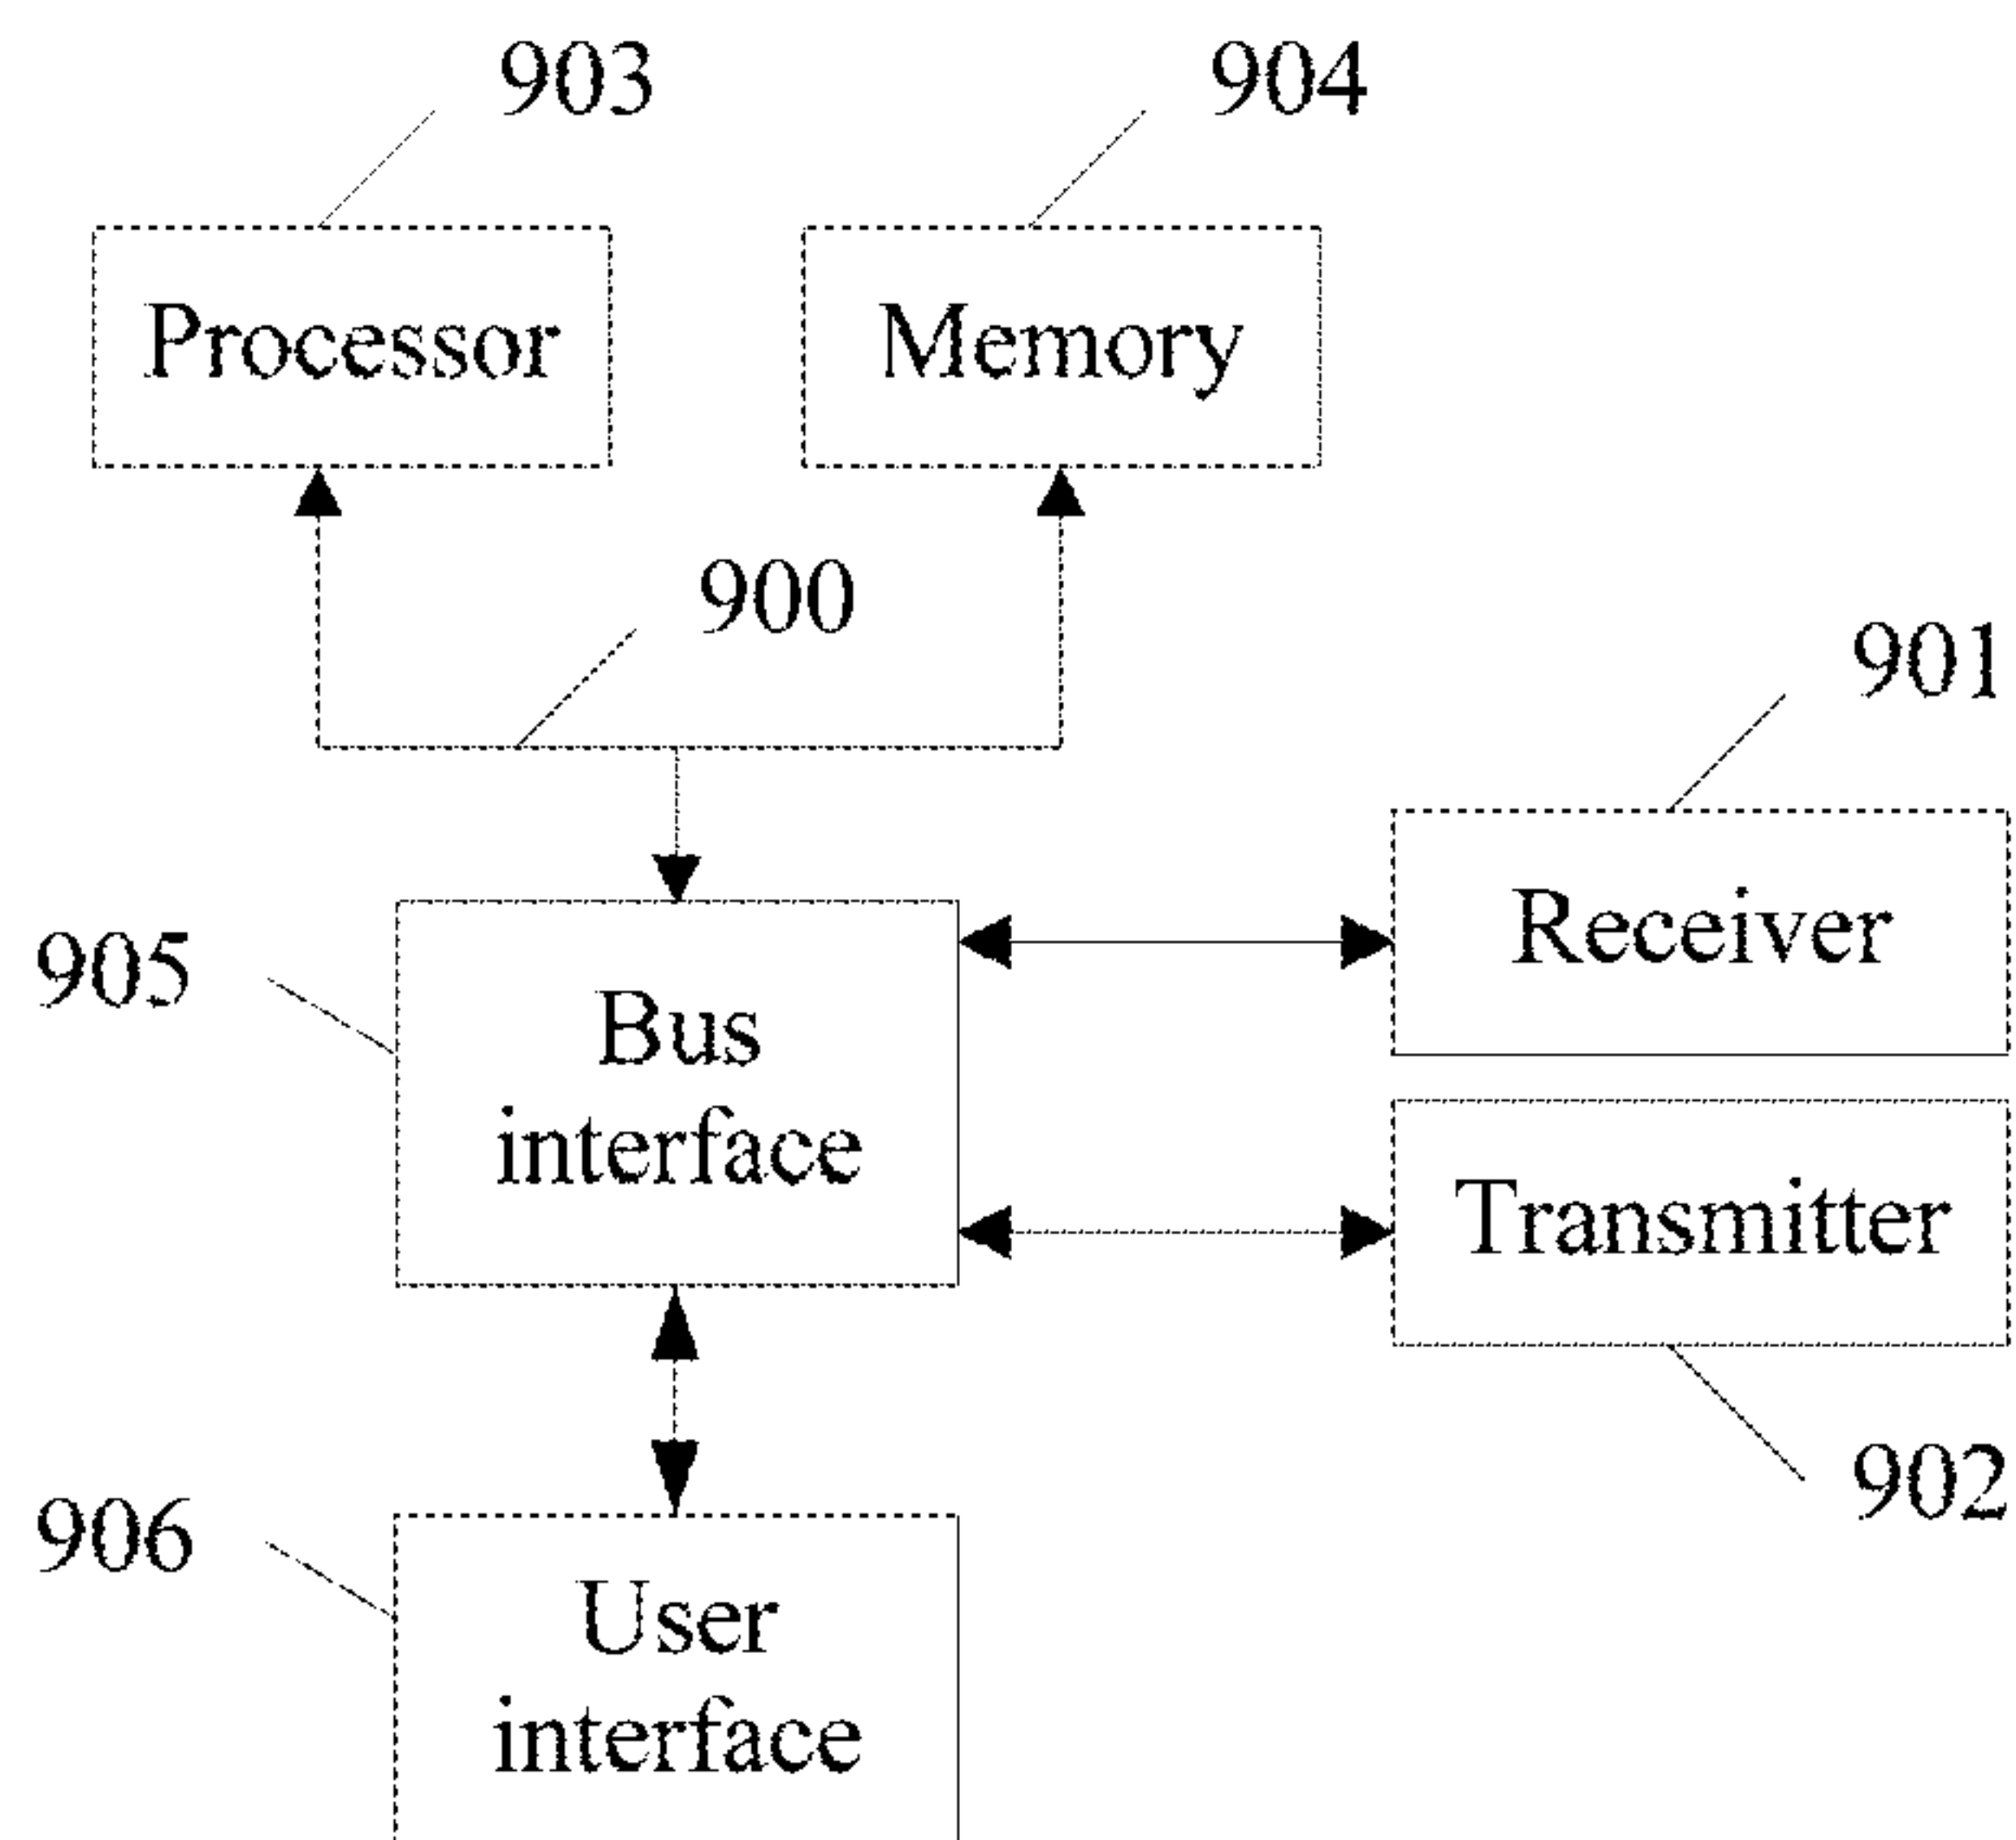 903
904
Processor
Memory
900
901
Receiver
905
Bus
interface
Transmitter
902
906
User
interface